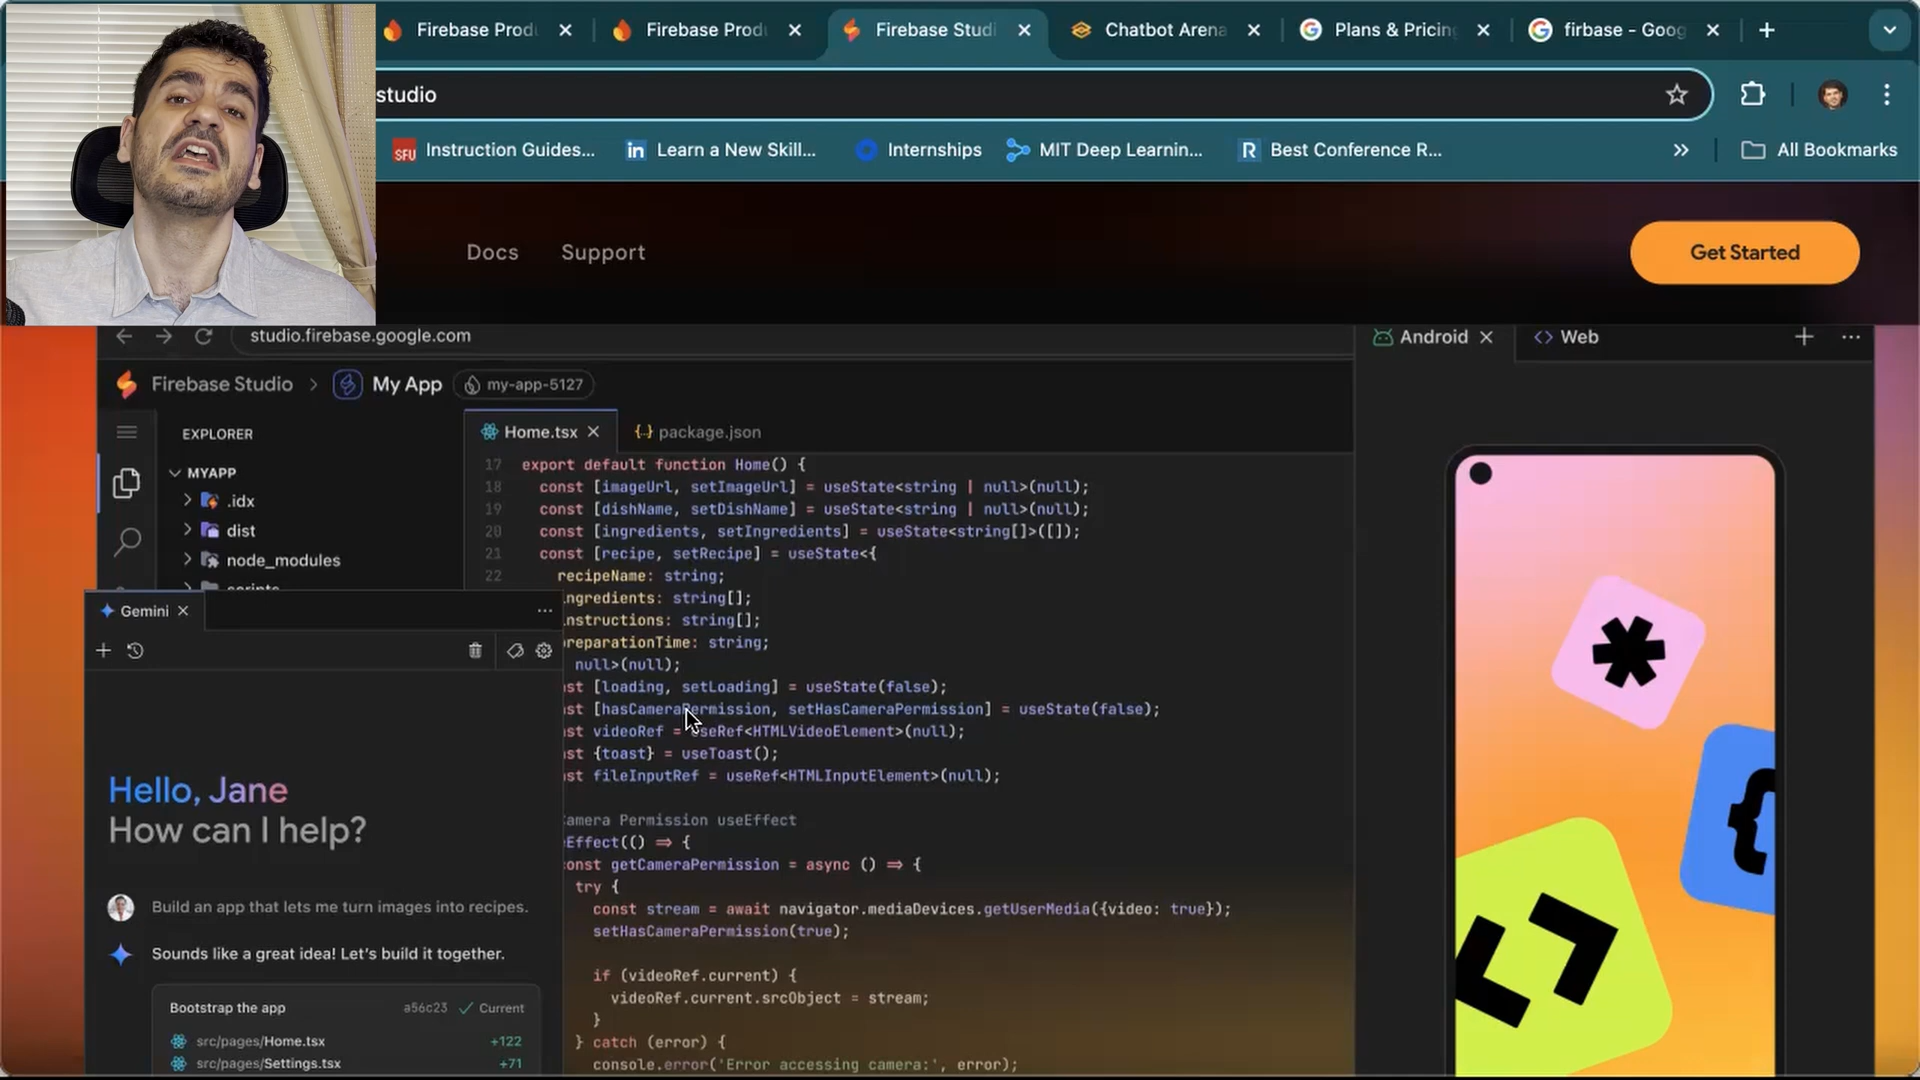 Firebase Prod
Firebase Prod
Firebase Studi
Chatbot Arena
Plans & Pricing
firbase - Goog
studio
SFU
Instruction Guides...
in
Learn a New Skill...
Internships
MIT Deep Learnin...
R
Best Conference R...
All Bookmarks
Docs
Support
Get Started
studio.firebase.google.com
Android
<> Web
Firebase Studio > My App
my-app-5127
EXPLORER
Home.tsx
{..} package.json
MYAPP
.idx
dist
node_modules
scripts
17 export default function Home() {
18 const [imageUrl, setImageUrl] = useState<string | null>(null);
19 const [dishName, setDishName] = useState<string | null>(null);
20 const [ingredients, setIngredients] = useState<string[]>([]);
21 const [recipe, setRecipe] = useState<{
22 recipeName: string;
ingredients: string[];
instructions: string[];
preparationTime: string;
null>(null);
st [loading, setLoading] = useState(false);
st [hasCameraPermission, setHasCameraPermission] = useState(false);
st videoRef = useRef<HTMLVideoElement>(null);
st {toast} = useToast();
st fileInputRef = useRef<HTMLInputElement>(null);
Camera Permission useEffect
Effect(() => {
const getCameraPermission = async () => {
try {
const stream = await navigator.mediaDevices.getUserMedia({video: true});
setHasCameraPermission(true);
if (videoRef.current) {
videoRef.current.srcObject = stream;
}
} catch (error) {
console.error('Error accessing camera:', error);
Gemini
Hello, Jane
How can I help?
Build an app that lets me turn images into recipes.
Sounds like a great idea! Let's build it together.
Bootstrap the app
a56c23
Current
src/pages/Home.tsx +122
src/pages/Settings.tsx +71